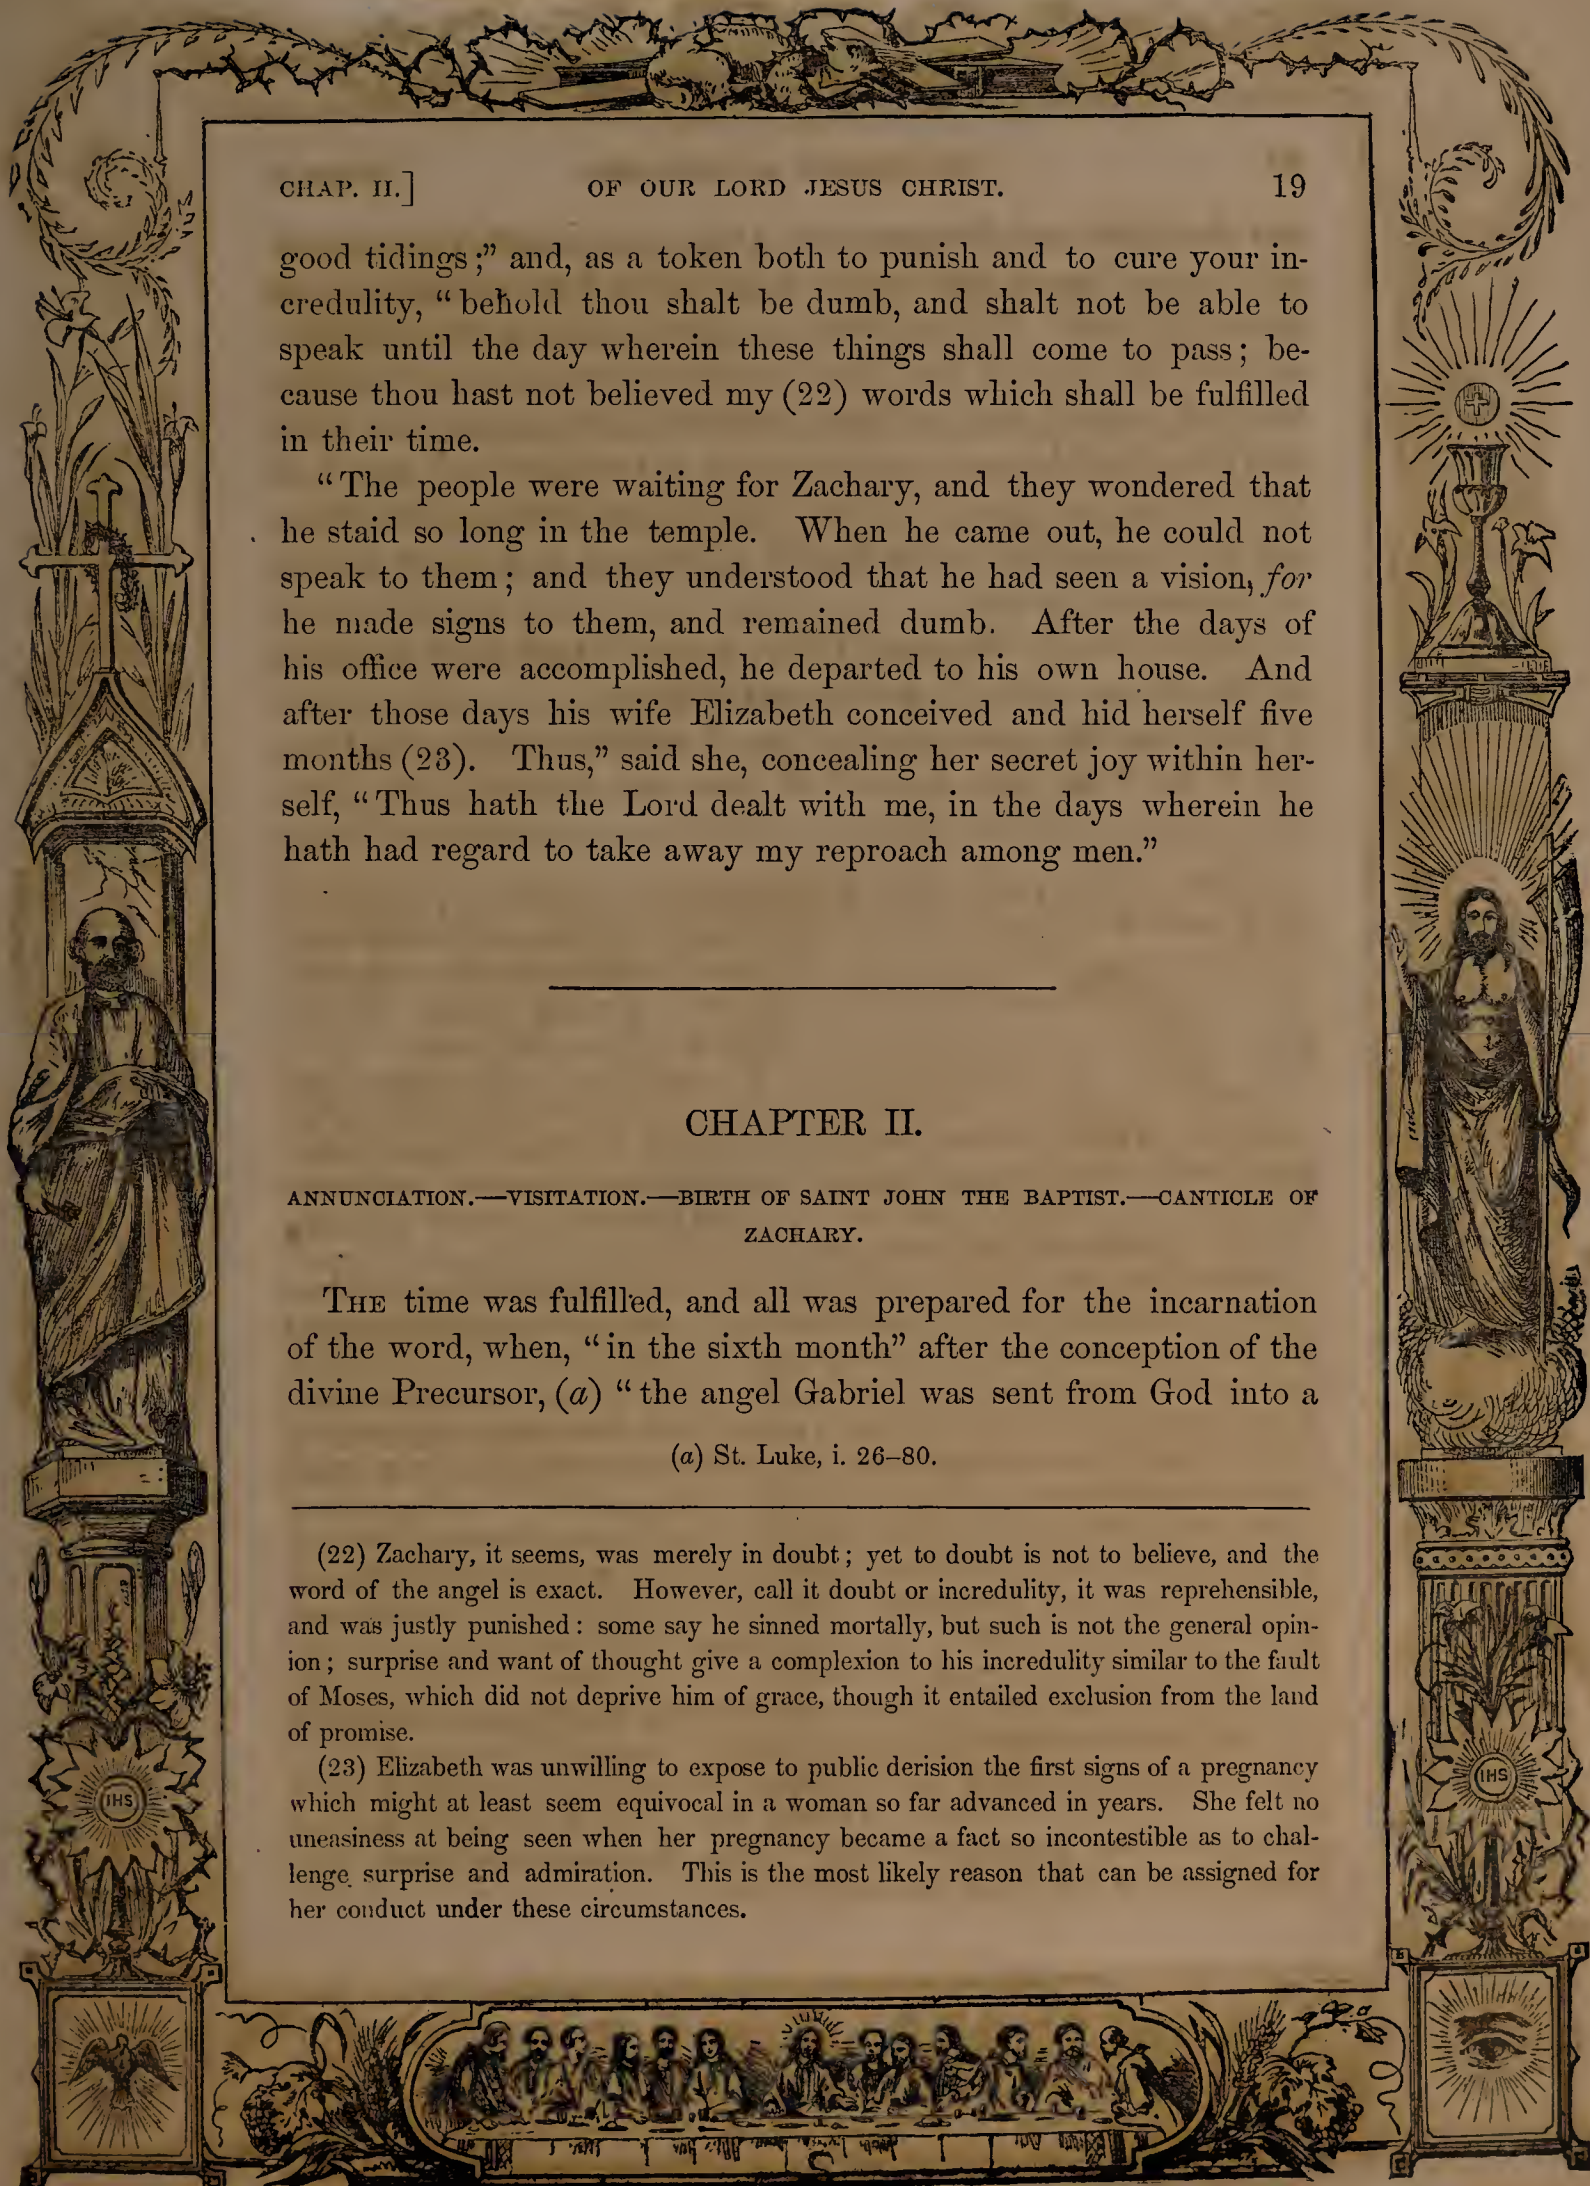 CHAP. II.] OF OUR LORD JESUS CHRIST. 19
good tidings;” and, as a token both to punish and to cure your in-
credulity, “behold thou shalt be dumb, and shalt not be able to
speak until the day wherein these things shall come to pass; be-
cause thou hast not believed my (22) words which shall be fulfilled
in their time.
“The people were waiting for Zachary, and they wondered that
he staid so long in the temple. When he came out, he could not
speak to them; and they understood that he had seen a vision, for
he made signs to them, and remained dumb. After the days of
his office were accomplished, he departed to his own house. And
after those days his wife Elizabeth conceived and hid herself five
months (23). Thus,” said she, concealing her secret joy within her-
self, “Thus hath the Lord dealt with me, in the days wherein he
hath had regard to take away my reproach among men.”
CHAPTER II.
ANNUNCIATION.—VISITATION.—BIRTH OF SAINT JOHN THE BAPTIST.—CANTICLE OF
ZACHARY.
THE time was fulfilled, and all was prepared for the incarnation
of the word, when, “in the sixth month” after the conception of the
divine Precursor, (a) “the angel Gabriel was sent from God into a
(a) St. Luke, i. 26–80.
(22) Zachary, it seems, was merely in doubt; yet to doubt is not to believe, and the
word of the angel is exact. However, call it doubt or incredulity, it was reprehensible,
and was justly punished: some say he sinned mortally, but such is not the general opin-
ion; surprise and want of thought give a complexion to his incredulity similar to the fault
of Moses, which did not deprive him of grace, though it entailed exclusion from the land
of promise.
(23) Elizabeth was unwilling to expose to public derision the first signs of a pregnancy
which might at least seem equivocal in a woman so far advanced in years. She felt no
uneasiness at being seen when her pregnancy became a fact so incontestible as to chal-
lenge surprise and admiration. This is the most likely reason that can be assigned for
her conduct under these circumstances.
IHS
IHS